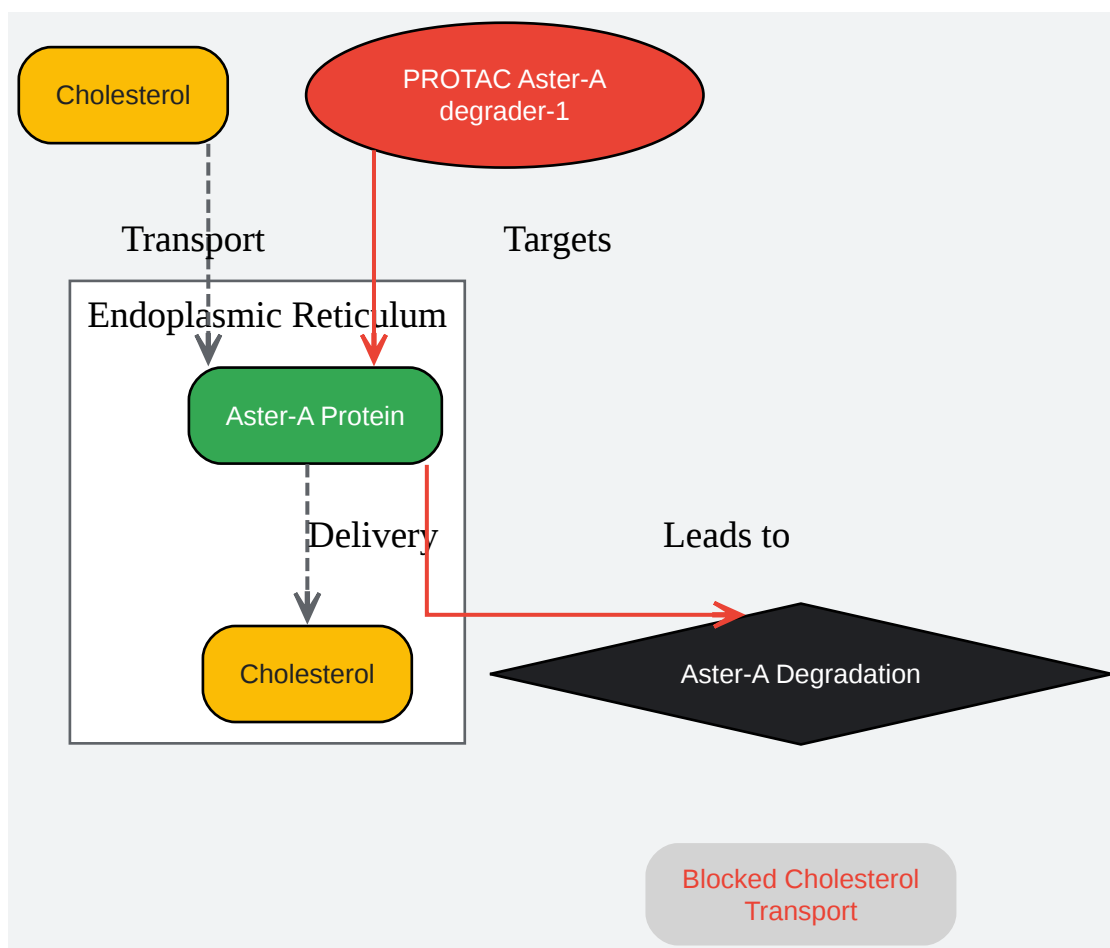 Cholesterol
PROTAC Aster-A
degrader-1
Transport
Targets
Endoplasmic Reticulum
Aster-A Protein
Delivery
Leads to
Cholesterol
Aster-A Degradation
Blocked Cholesterol
Transport